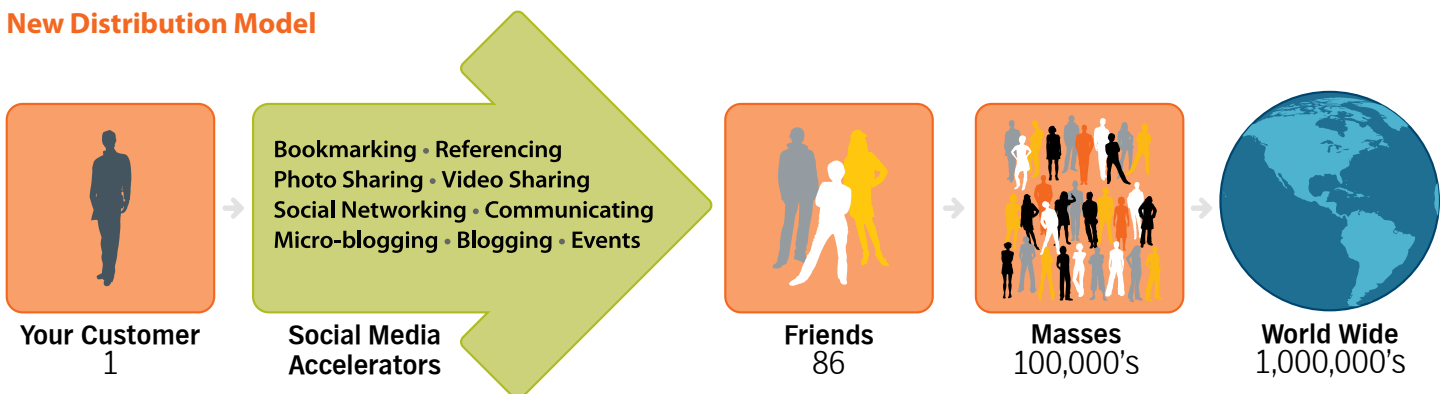 New Distribution Model
Your Customer
1
Bookmarking • Referencing
Photo Sharing • Video Sharing
Social Networking • Communicating
Micro-blogging • Blogging • Events
Social Media
Accelerators
Friends
86
Masses
100,000's
World Wide
1,000,000's